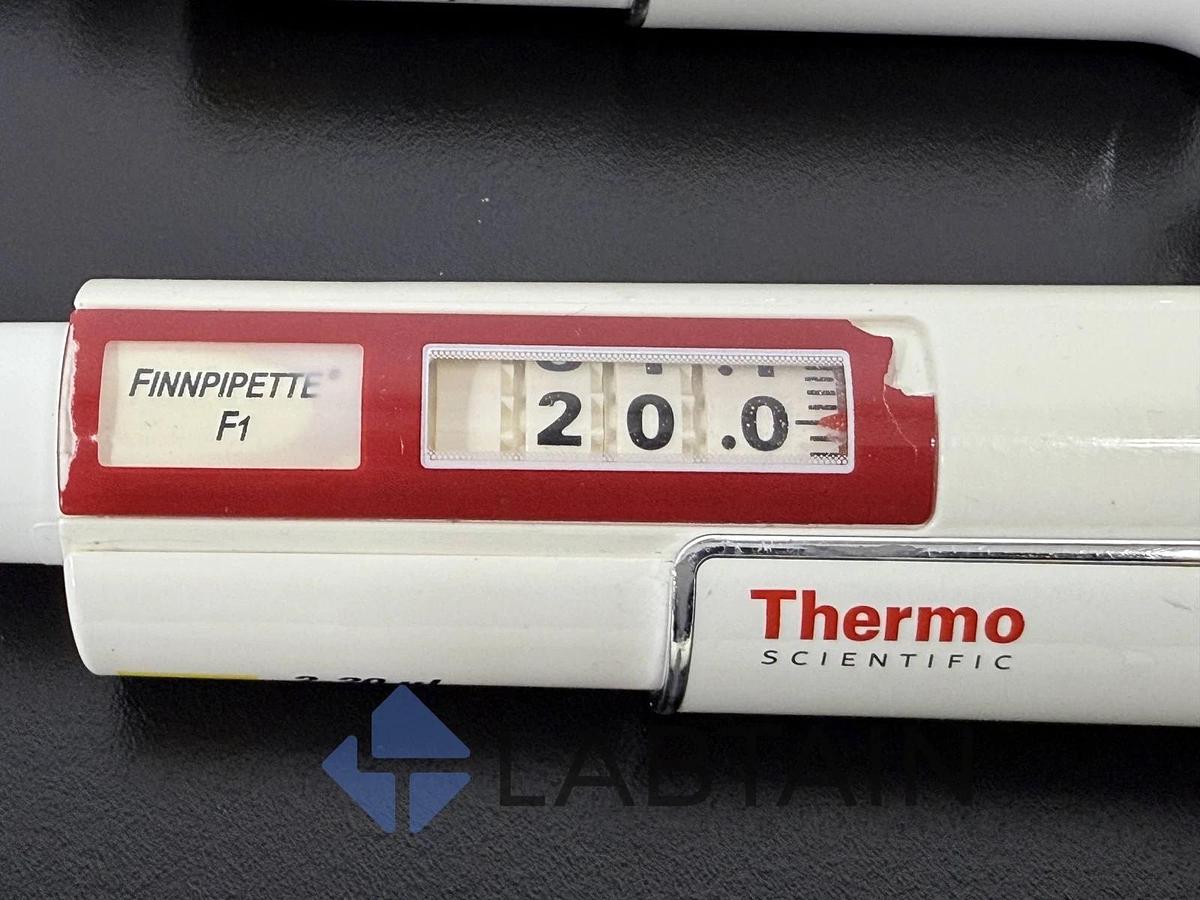 FINNPIPETTE®
F1
20.0
Thermo
SCIENTIFIC
LABTAIN